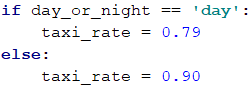 if day_or_night == 'day':
    taxi_rate = 0.79
else:
    taxi_rate = 0.90